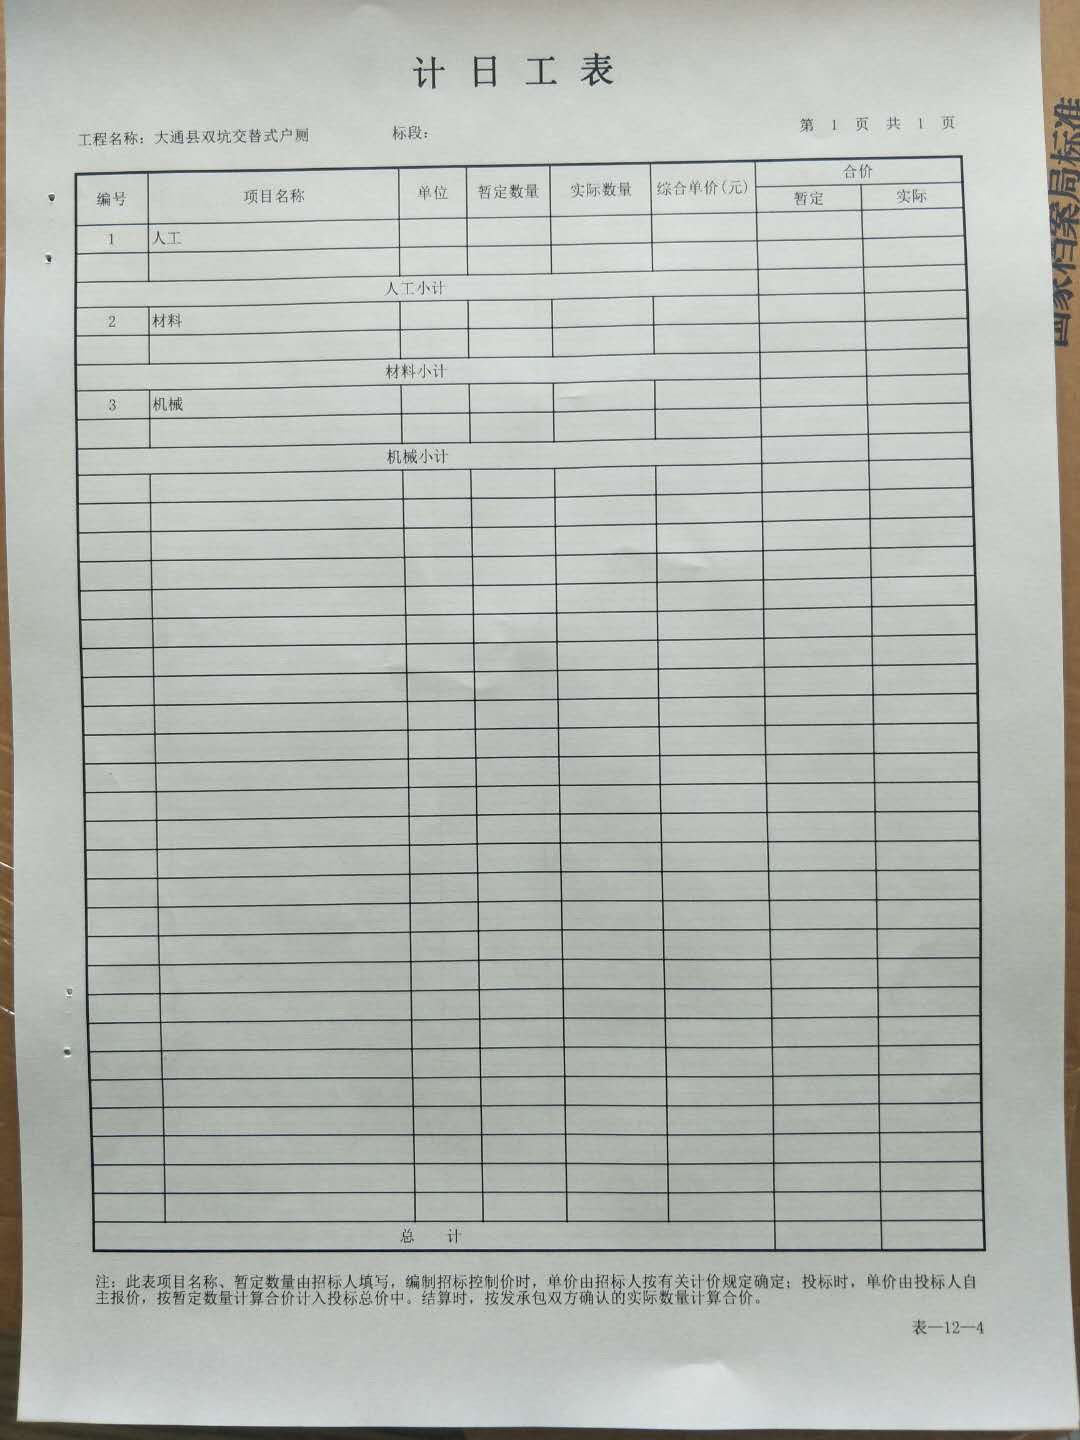 计日工表
工程名称：大通县双坑交替式户厕 标段： 第 1 页 共 1 页
编号 项目名称 单位 暂定数量 实际数量 综合单价(元) 合价
暂定 实际
1 人工
人工小计
2 材料
材料小计
3 机械
机械小计
总 计
注：此表项目名称、暂定数量由招标人填写，编制招标控制价时，单价由招标人按有关计价规定确定；投标时，单价由投标人自
主报价，按暂定数量计算合价计入投标总价中。结算时，按发承包双方确认的实际数量计算合价。
表—12—4
国家档案局标准